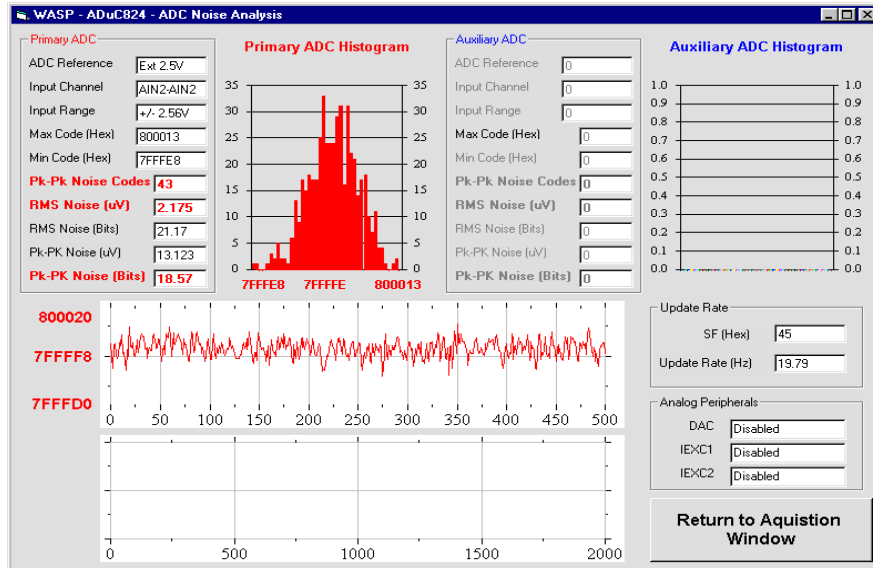 WASP - ADuC824 - ADC Noise Analysis
Primary ADC
ADC Reference Ext 2.5V
Input Channel AIN2-AIN2
Input Range +/- 2.56V
Max Code (Hex) 800013
Min Code (Hex) 7FFFE8
Pk-Pk Noise Codes 43
RMS Noise (uV) 2.175
RMS Noise (Bits) 21.17
Pk-PK Noise (uV) 13.123
Pk-PK Noise (Bits) 18.57
Primary ADC Histogram
35 35
30 30
25 25
20 20
15 15
10 10
5 5
0 0
7FFFE8 7FFFFE 800013
Auxiliary ADC
ADC Reference 0
Input Channel 0
Input Range 0
Max Code (Hex) 0
Min Code (Hex) 0
Pk-Pk Noise Codes 0
RMS Noise (uV) 0
RMS Noise (Bits) 0
Pk-PK Noise (uV) 0
Pk-PK Noise (Bits) 0
Auxiliary ADC Histogram
1.0 1.0
0.9 0.9
0.8 0.8
0.7 0.7
0.6 0.6
0.5 0.5
0.4 0.4
0.3 0.3
0.2 0.2
0.1 0.1
0.0 0.0
800020
7FFFF8
7FFFD0
0 50 100 150 200 250 300 350 400 450 500
0 500 1000 1500 2000
Update Rate
SF (Hex) 45
Update Rate (Hz) 19.79
Analog Peripherals
DAC Disabled
IEXC1 Disabled
IEXC2 Disabled
Return to Aquistion
Window